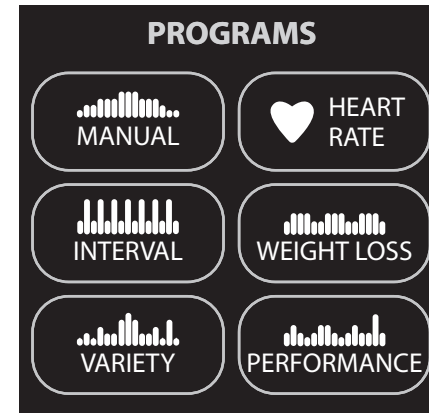 PROGRAMS
MANUAL
HEART
RATE
INTERVAL
WEIGHT LOSS
VARIETY
PERFORMANCE